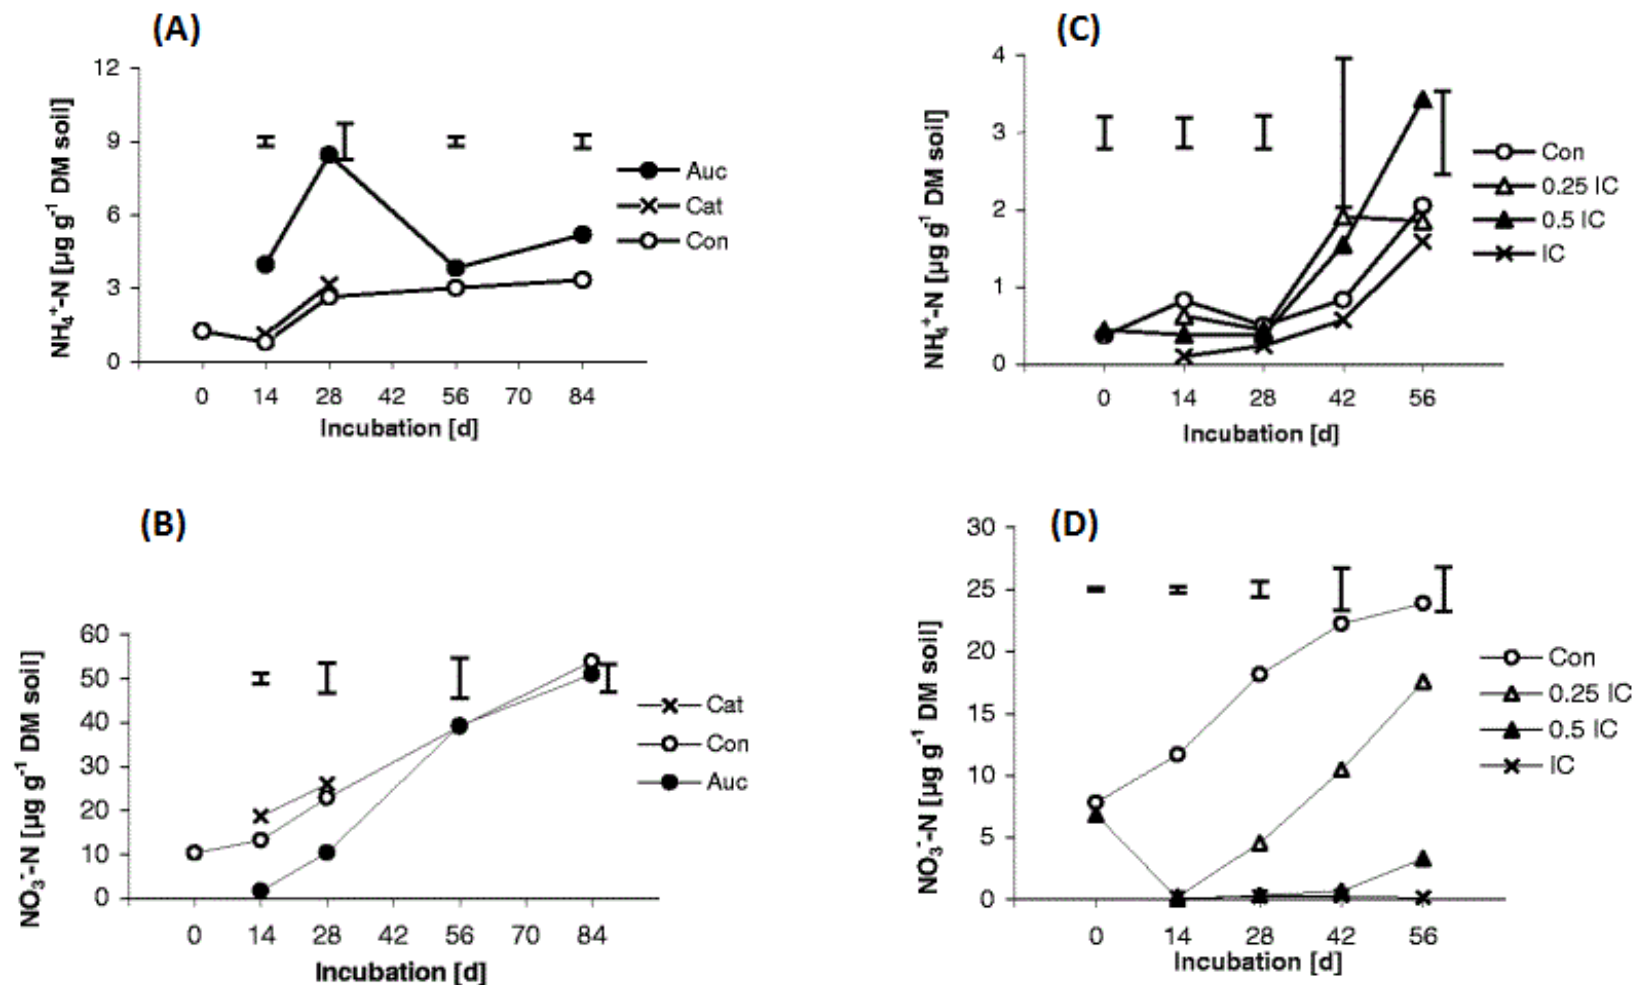 (A)
NH₄⁺-N [µg g⁻¹ DM soil]
12
9
6
3
0
0 14 28 42 56 70 84
Incubation [d]
Auc
Cat
Con
(C)
NH₄⁺-N [µg g⁻¹ DM soil]
4
3
2
1
0
0 14 28 42 56
Incubation [d]
Con
0.25 IC
0.5 IC
IC
(B)
NO₃⁻-N [µg g⁻¹ DM soil]
60
50
40
30
20
10
0
0 14 28 42 56 70 84
Incubation [d]
Cat
Con
Auc
(D)
NO₃⁻-N [µg g⁻¹ DM soil]
30
25
20
15
10
5
0
0 14 28 42 56
Incubation [d]
Con
0.25 IC
0.5 IC
IC